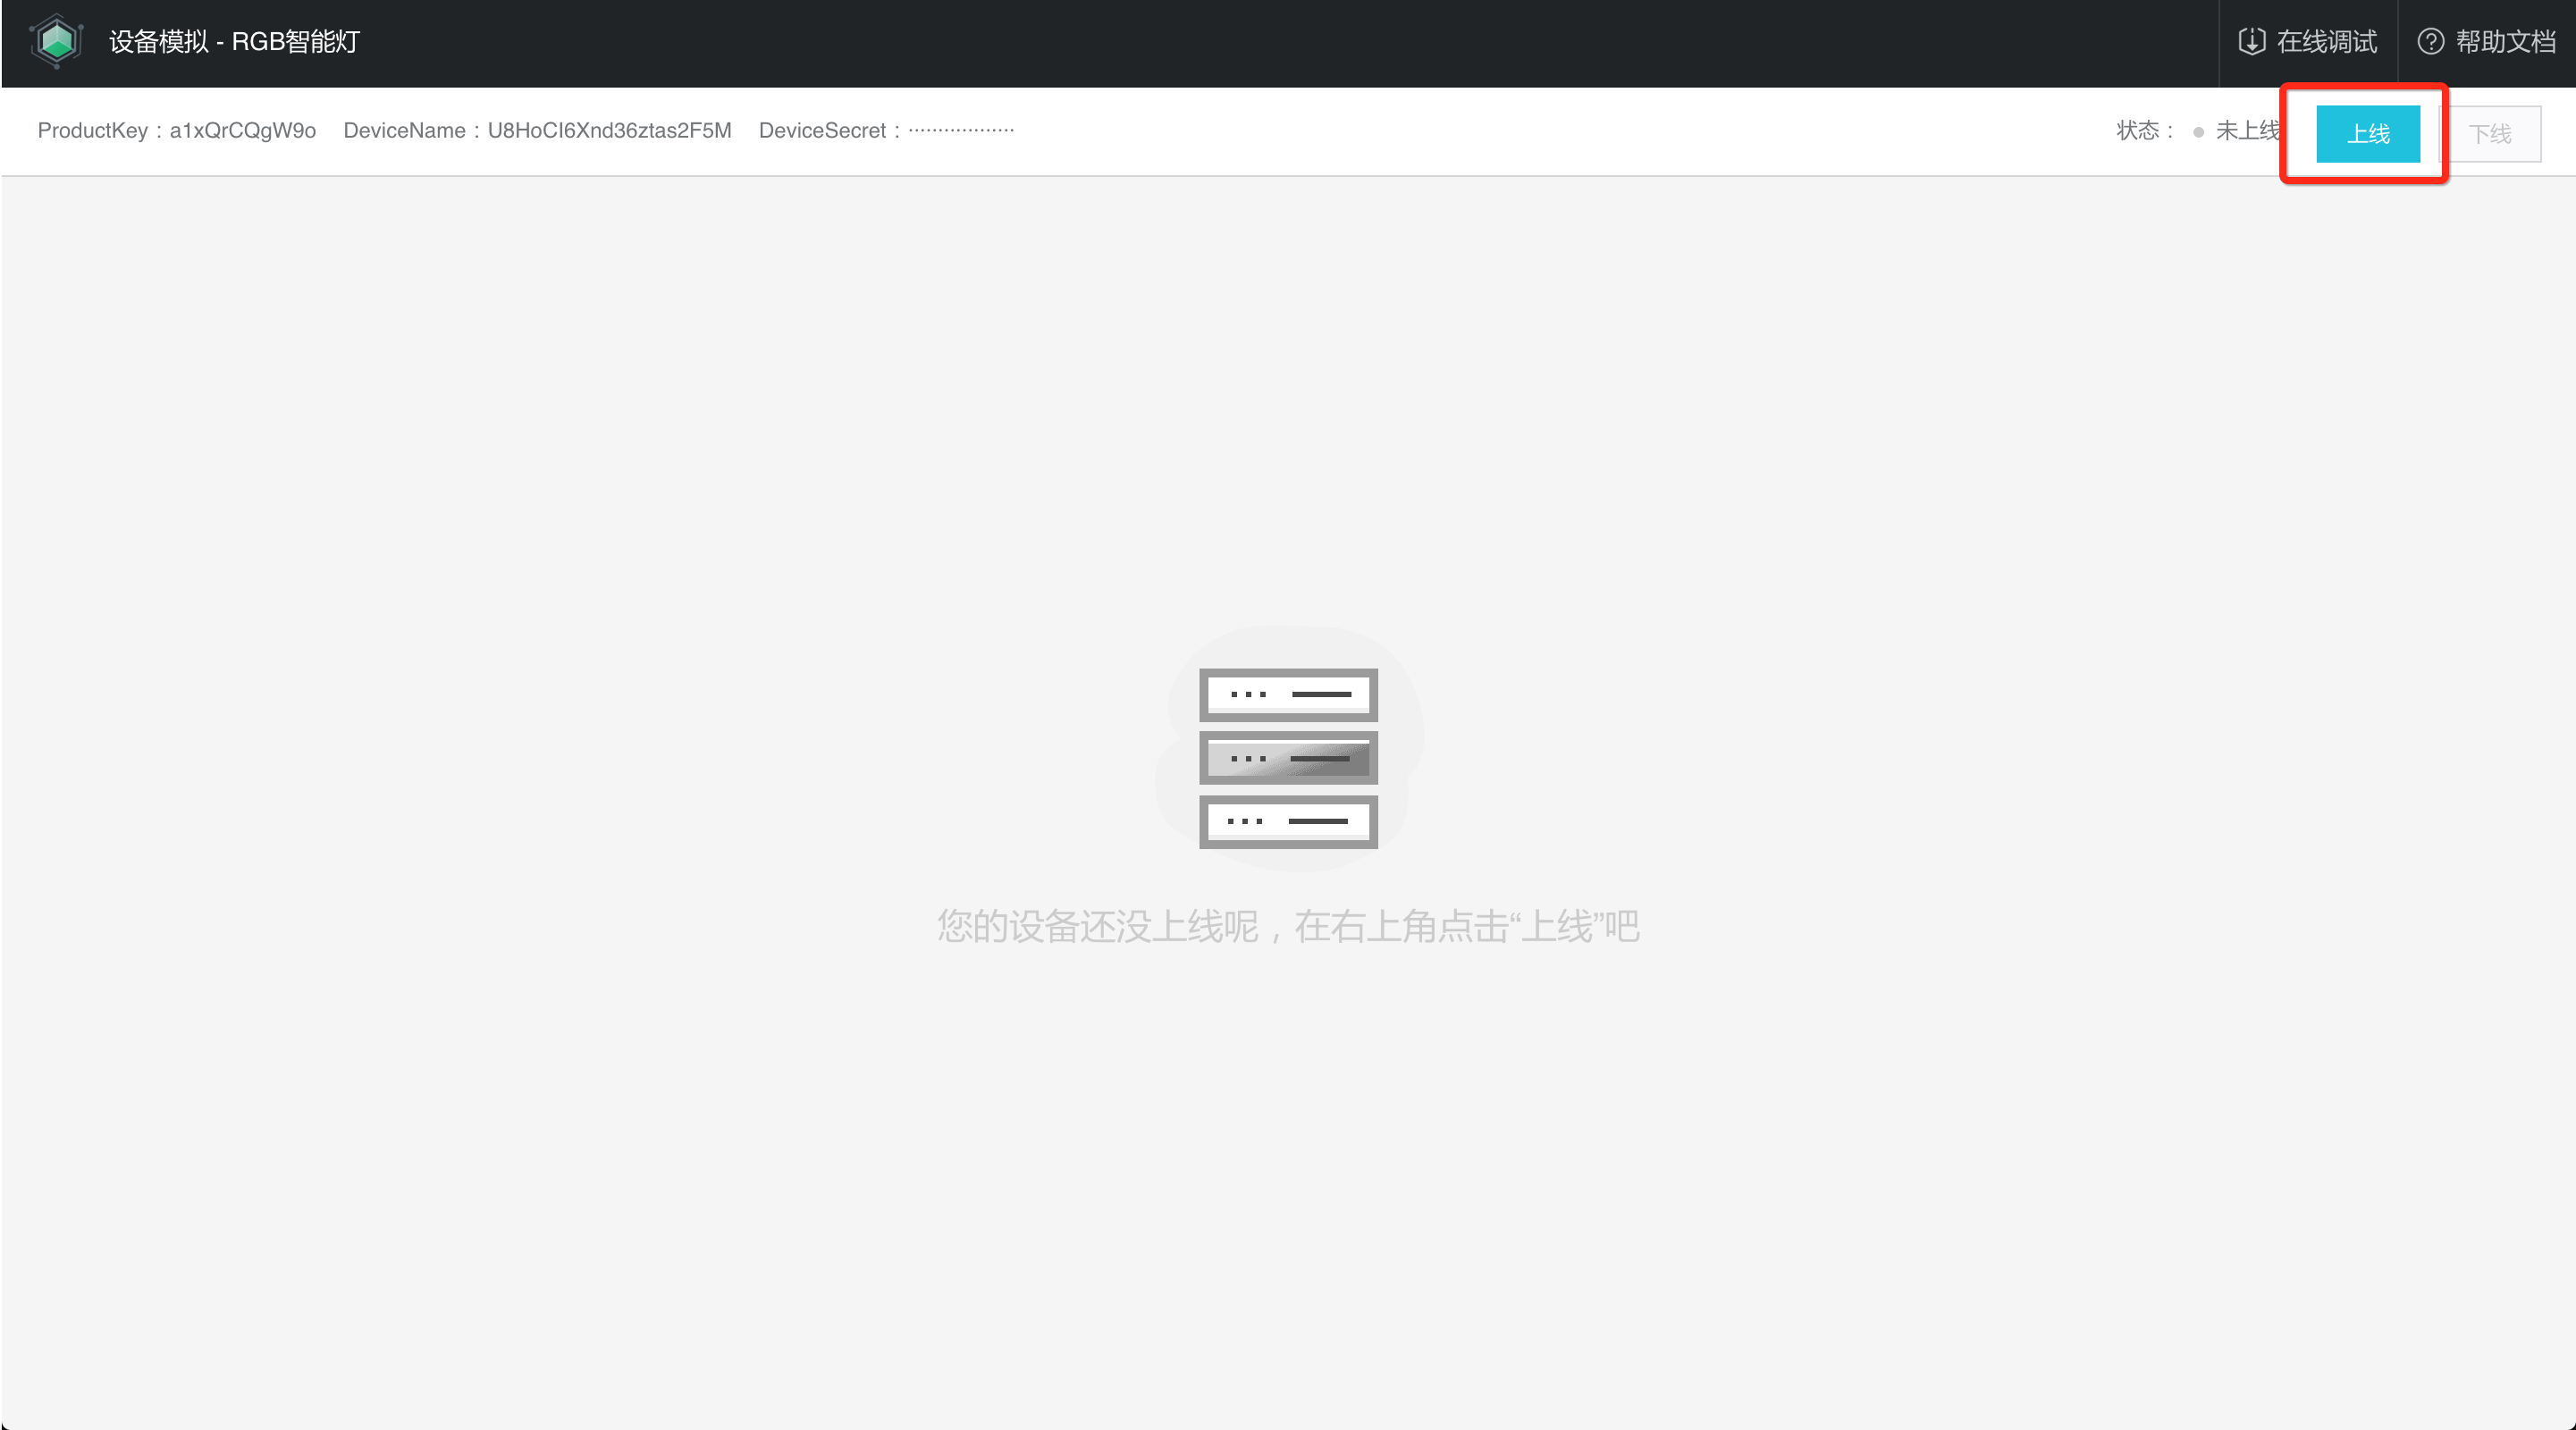 设备模拟 - RGB智能灯
在线调试
帮助文档
ProductKey：a1xQrCQgW9o DeviceName：U8HoCI6Xnd36ztas2F5M DeviceSecret：··················
状态： 未上线
上线
下线
您的设备还没上线呢，在右上角点击“上线”吧